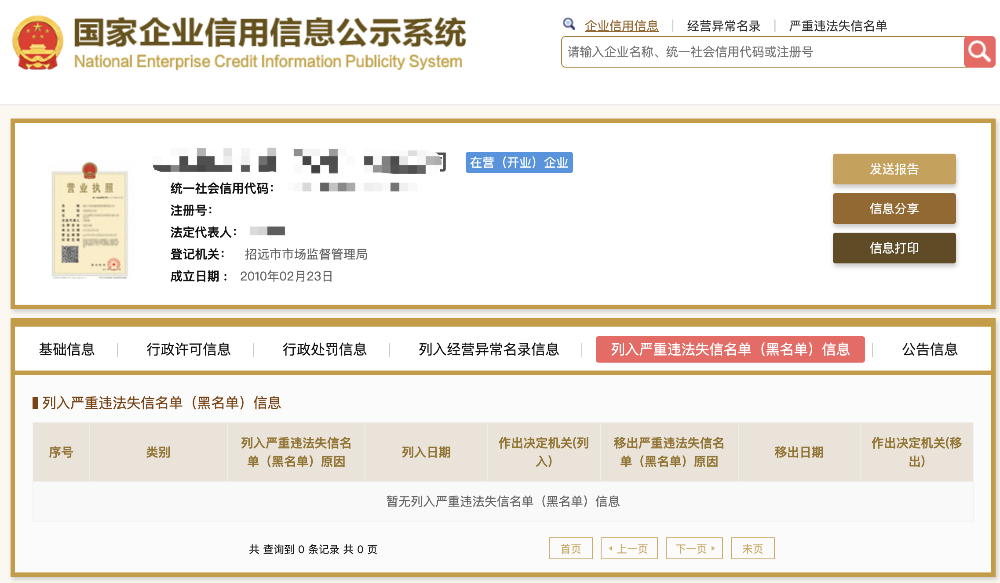 国家企业信用信息公示系统
National Enterprise Credit Information Publicity System
企业信用信息 | 经营异常名录 | 严重违法失信名单
请输入企业名称、统一社会信用代码或注册号
在营（开业）企业
营业执照
统一社会信用代码：
注册号：
法定代表人：
登记机关： 招远市市场监督管理局
成立日期： 2010年02月23日
发送报告
信息分享
信息打印
基础信息 | 行政许可信息 | 行政处罚信息 | 列入经营异常名录信息 | 列入严重违法失信名单（黑名单）信息 | 公告信息
列入严重违法失信名单（黑名单）信息
序号
类别
列入严重违法失信名
单（黑名单）原因
列入日期
作出决定机关(列
入)
移出严重违法失信名
单（黑名单）原因
移出日期
作出决定机关(移
出)
暂无列入严重违法失信名单（黑名单）信息
共 查询到 0 条记录 共 0 页
首页 上一页 下一页 末页